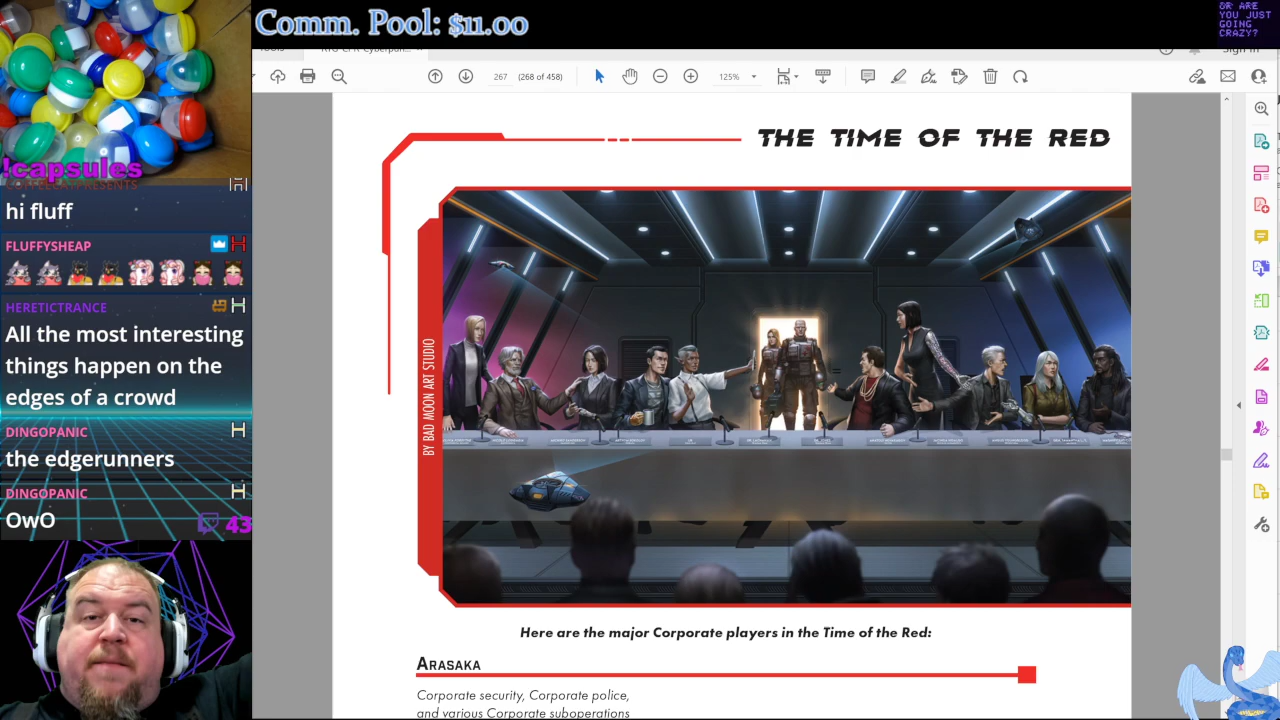 Comm. Pool: $11.00
OR ARE
YOU JUST
GOING
CRAZY?
267 (268 of 458)
125%
THE TIME OF THE RED
!capsules
hi fluff
FLUFFYSHEAP
HERETICTRANCE
All the most interesting
things happen on the
edges of a crowd
DINGOPANIC
the edgerunners
DINGOPANIC
OwO
43
BY BAD MOON ART STUDIO
Here are the major Corporate players in the Time of the Red:
ARASAKA
Corporate security, Corporate police,
and various Corporate suboperations